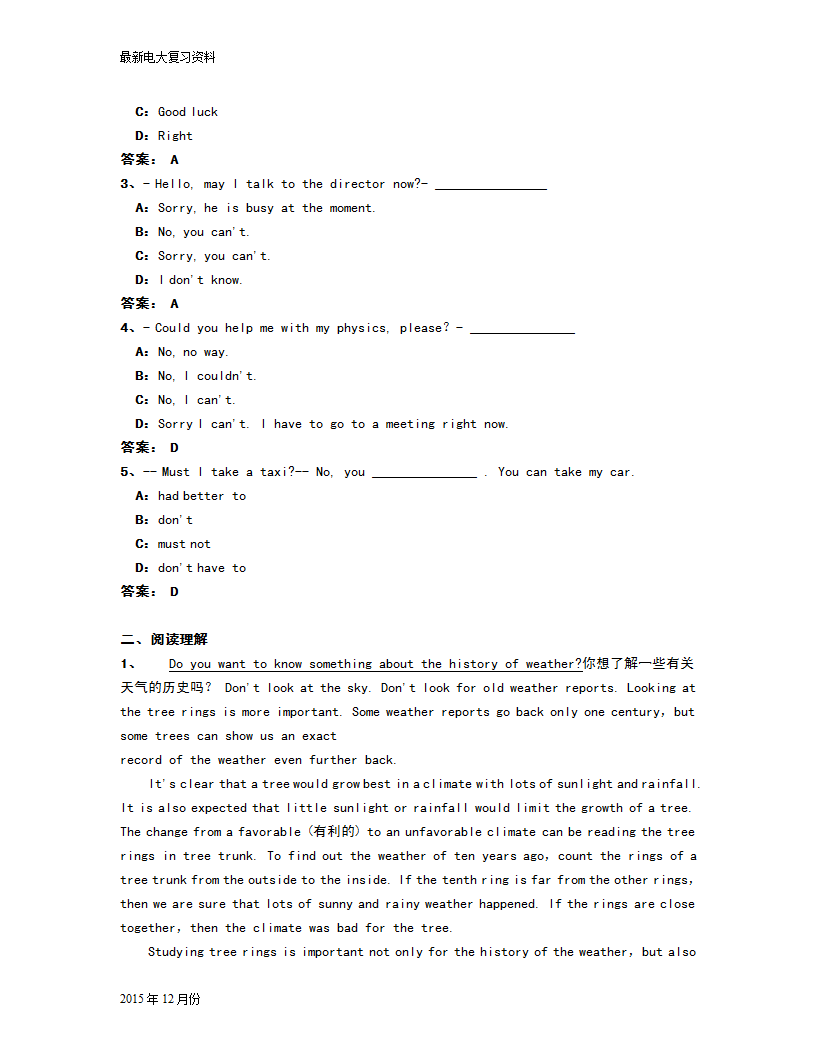 最新电大复习资料
C：Good luck
D：Right
答案： A
3、- Hello, may I talk to the director now?- ________________
A：Sorry, he is busy at the moment.
B：No, you can't.
C：Sorry, you can't.
D：I don't know.
答案： A
4、- Could you help me with my physics, please？- _______________
A：No, no way.
B：No, I couldn't.
C：No, I can't.
D：Sorry I can't. I have to go to a meeting right now.
答案： D
5、-- Must I take a taxi?-- No, you _______________ . You can take my car.
A：had better to
B：don't
C：must not
D：don't have to
答案： D
二、阅读理解
1、 Do you want to know something about the history of weather?你想了解一些有关
天气的历史吗？ Don't look at the sky. Don't look for old weather reports. Looking at
the tree rings is more important. Some weather reports go back only one century，but
some trees can show us an exact
record of the weather even further back.
It's clear that a tree would grow best in a climate with lots of sunlight and rainfall.
It is also expected that little sunlight or rainfall would limit the growth of a tree.
The change from a favorable (有利的) to an unfavorable climate can be reading the tree
rings in tree trunk. To find out the weather of ten years ago，count the rings of a
tree trunk from the outside to the inside. If the tenth ring is far from the other rings，
then we are sure that lots of sunny and rainy weather happened. If the rings are close
together，then the climate was bad for the tree.
Studying tree rings is important not only for the history of the weather，but also
2015 年 12 月份